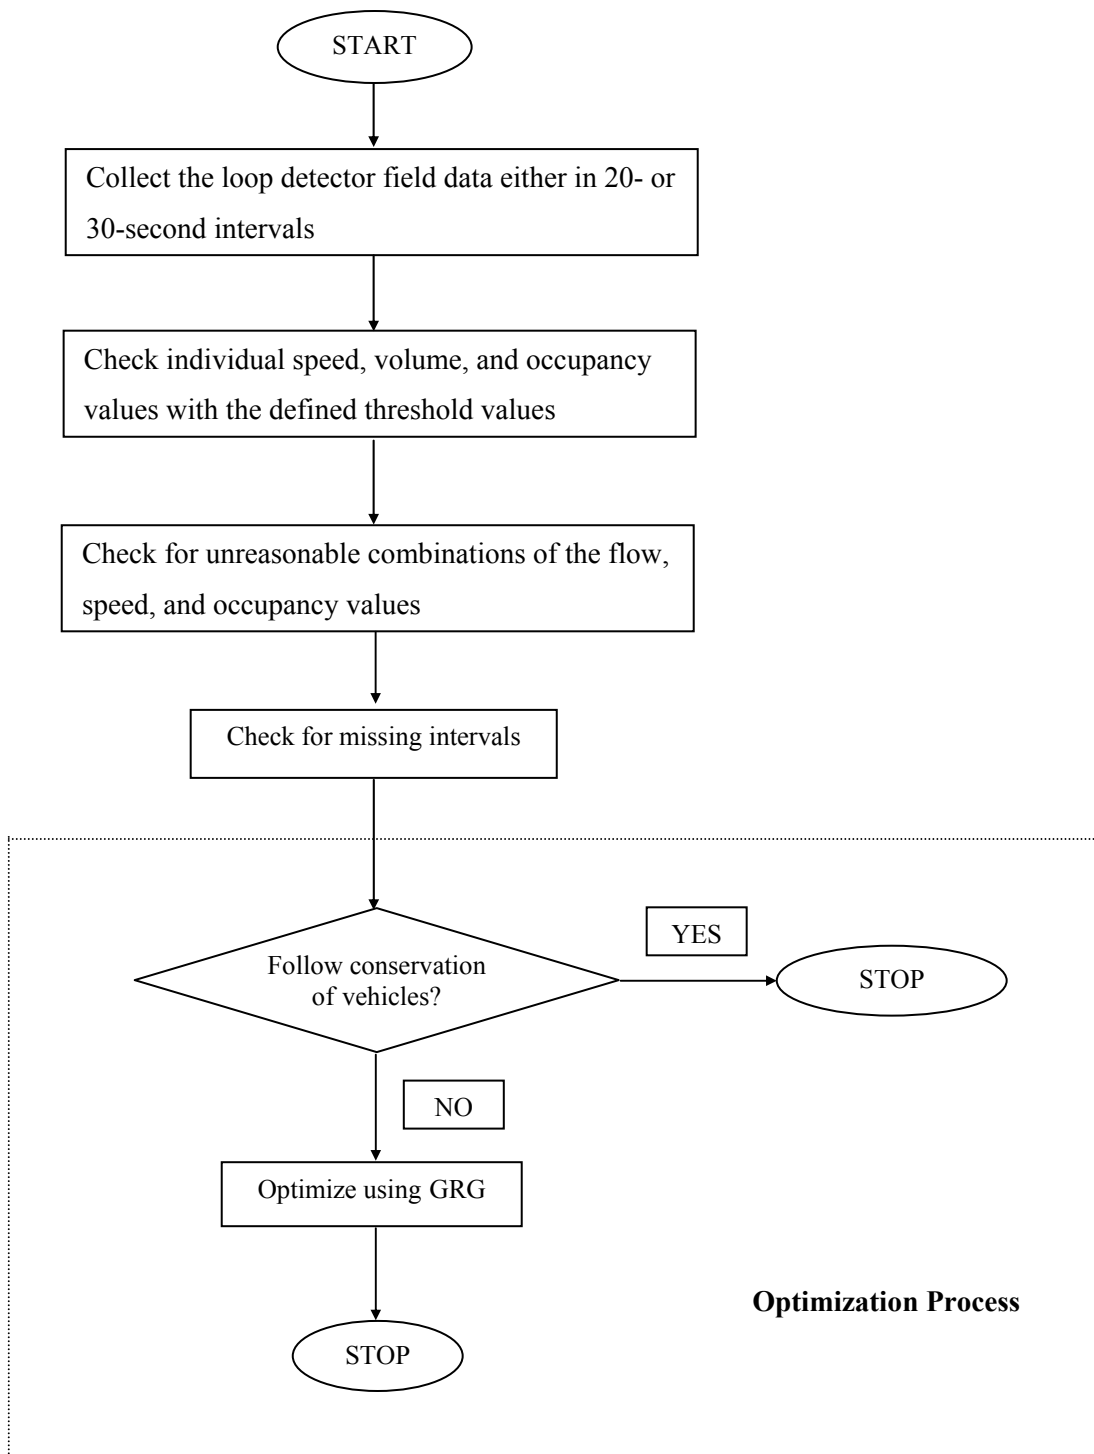 START
Collect the loop detector field data either in 20- or
30-second intervals
Check individual speed, volume, and occupancy
values with the defined threshold values
Check for unreasonable combinations of the flow,
speed, and occupancy values
Check for missing intervals
Follow conservation
of vehicles?
YES
STOP
NO
Optimize using GRG
Optimization Process
STOP